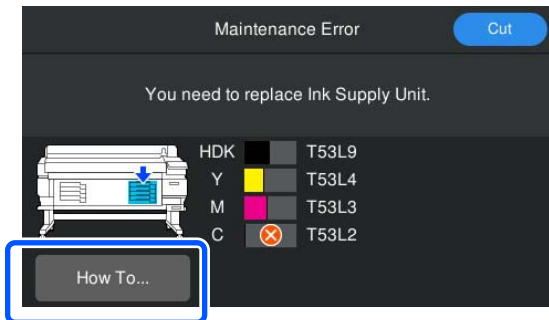 Maintenance Error
Cut
You need to replace Ink Supply Unit.
HDK T53L9
Y T53L4
M T53L3
C T53L2
How To...